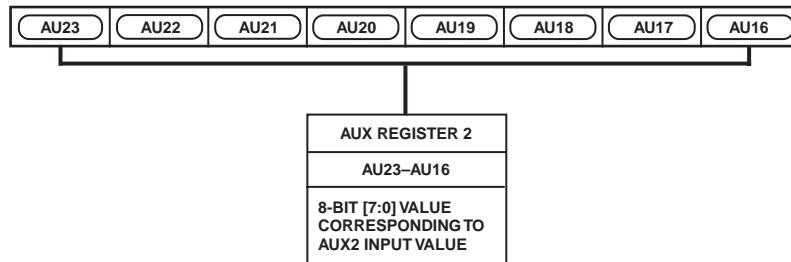 AU23 AU22 AU21 AU20 AU19 AU18 AU17 AU16
AUX REGISTER 2
AU23–AU16
8-BIT [7:0] VALUE
CORRESPONDING TO
AUX2 INPUT VALUE